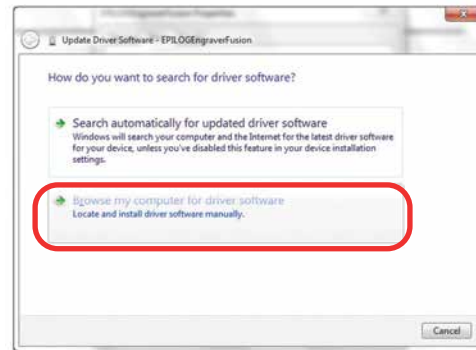 EPILOGEngraverFusion Properties
Update Driver Software - EPILOGEngraverFusion
How do you want to search for driver software?
Search automatically for updated driver software
Windows will search your computer and the Internet for the latest driver software
for your device, unless you've disabled this feature in your device installation
settings.
Browse my computer for driver software
Locate and install driver software manually.
Cancel